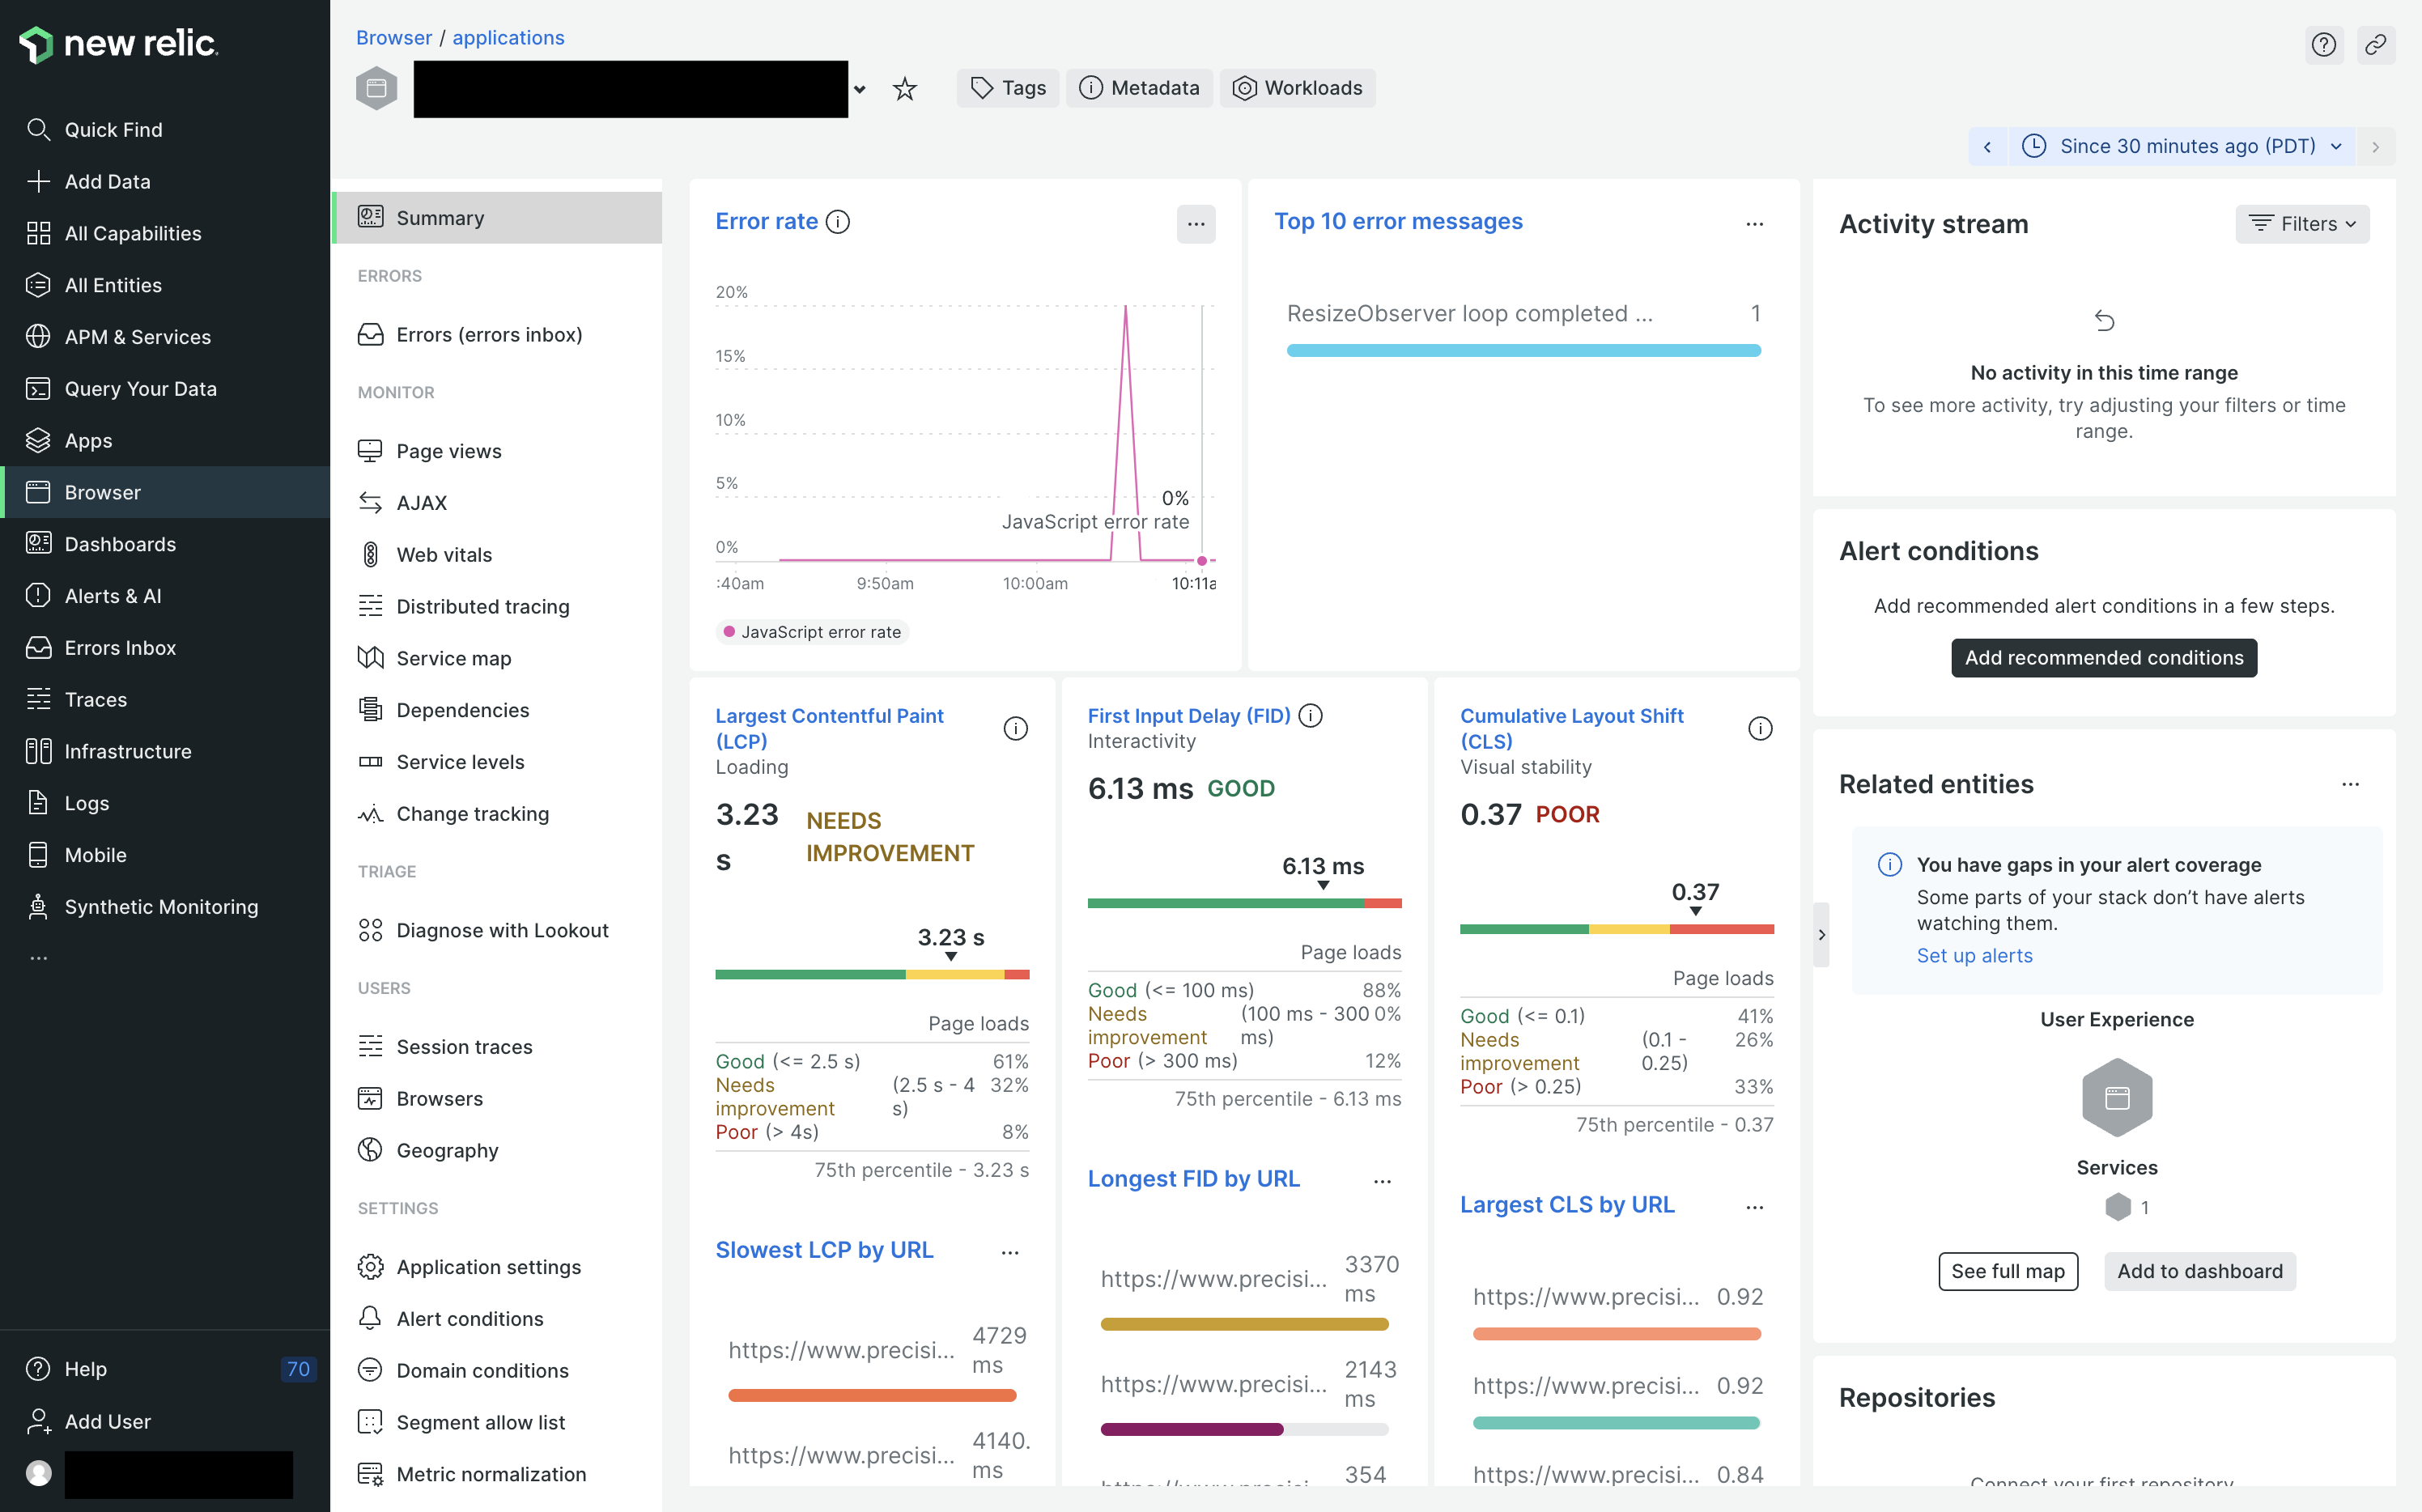 new relic
Quick Find
Add Data
All Capabilities
All Entities
APM & Services
Query Your Data
Apps
Browser
Dashboards
Alerts & AI
Errors Inbox
Traces
Infrastructure
Logs
Mobile
Synthetic Monitoring
...
Help 70
Add User
Browser / applications
Tags
Metadata
Workloads
Since 30 minutes ago (PDT)
Summary
ERRORS
Errors (errors inbox)
MONITOR
Page views
AJAX
Web vitals
Distributed tracing
Service map
Dependencies
Service levels
Change tracking
TRIAGE
Diagnose with Lookout
USERS
Session traces
Browsers
Geography
SETTINGS
Application settings
Alert conditions
Domain conditions
Segment allow list
Metric normalization
Error rate
...
20%
15%
10%
5%
0%
0%
JavaScript error rate
:40am
9:50am
10:00am
10:11a
JavaScript error rate
Top 10 error messages
...
ResizeObserver loop completed ... 1
Largest Contentful Paint
(LCP)
Loading
3.23
s
NEEDS
IMPROVEMENT
3.23 s
Page loads
Good (<= 2.5 s) 61%
Needs (2.5 s - 4 32%
improvement s)
Poor (> 4s) 8%
75th percentile - 3.23 s
Slowest LCP by URL
...
https://www.precisi... 4729
ms
https://www.precisi... 4140.
ms
First Input Delay (FID)
Interactivity
6.13 ms GOOD
6.13 ms
Page loads
Good (<= 100 ms) 88%
Needs (100 ms - 300 0%
improvement ms)
Poor (> 300 ms) 12%
75th percentile - 6.13 ms
Longest FID by URL
...
https://www.precisi... 3370
ms
https://www.precisi... 2143
ms
354
Cumulative Layout Shift
(CLS)
Visual stability
0.37 POOR
0.37
Page loads
Good (<= 0.1) 41%
Needs (0.1 - 26%
improvement 0.25)
Poor (> 0.25) 33%
75th percentile - 0.37
Largest CLS by URL
...
https://www.precisi... 0.92
https://www.precisi... 0.92
https://www.precisi... 0.84
Activity stream
Filters
No activity in this time range
To see more activity, try adjusting your filters or time
range.
Alert conditions
Add recommended alert conditions in a few steps.
Add recommended conditions
Related entities
...
You have gaps in your alert coverage
Some parts of your stack don’t have alerts
watching them.
Set up alerts
User Experience
Services
1
See full map
Add to dashboard
Repositories
Connect your first repository